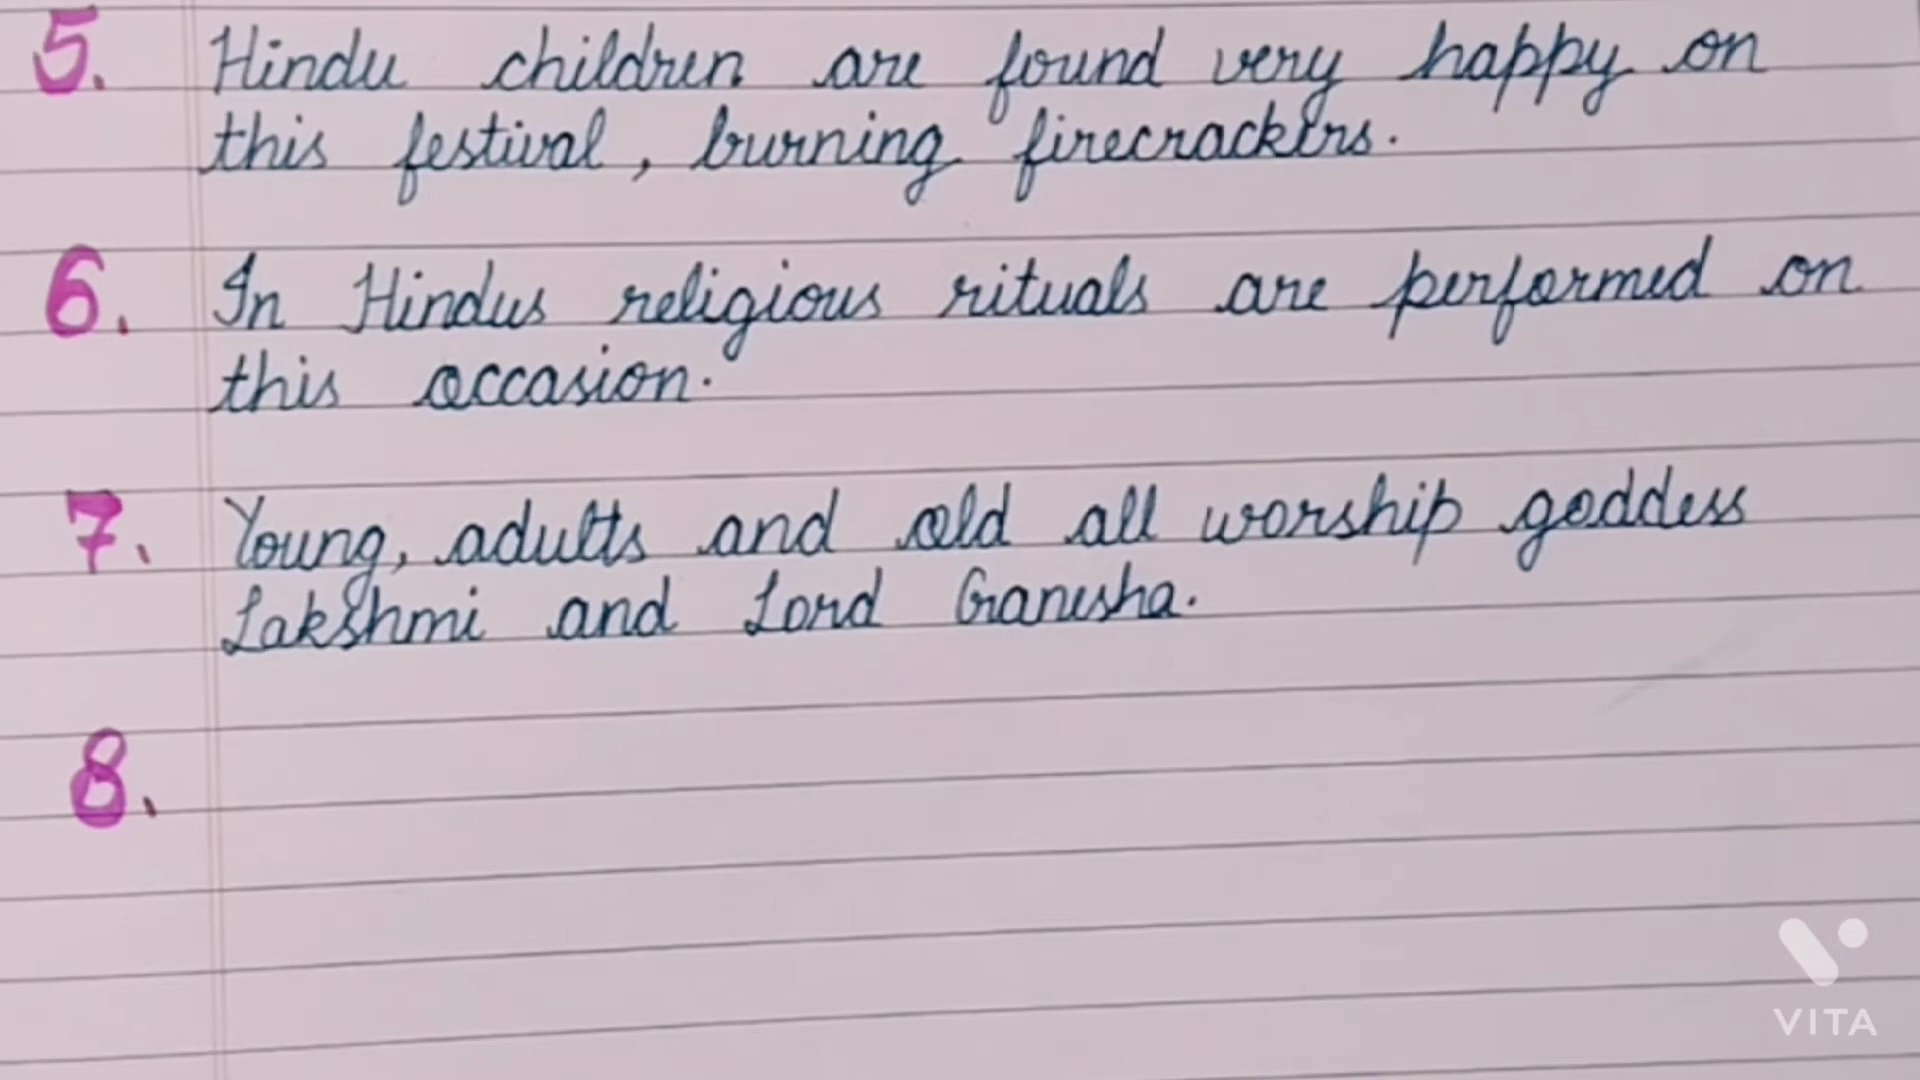 5. Hindu children are found very happy on
this festival, burning firecrackers.
6. In Hindus religious rituals are performed on
this occasion.
7. Young, adults and old all worship goddess
Lakshmi and Lord Ganesha.
8.
VITA